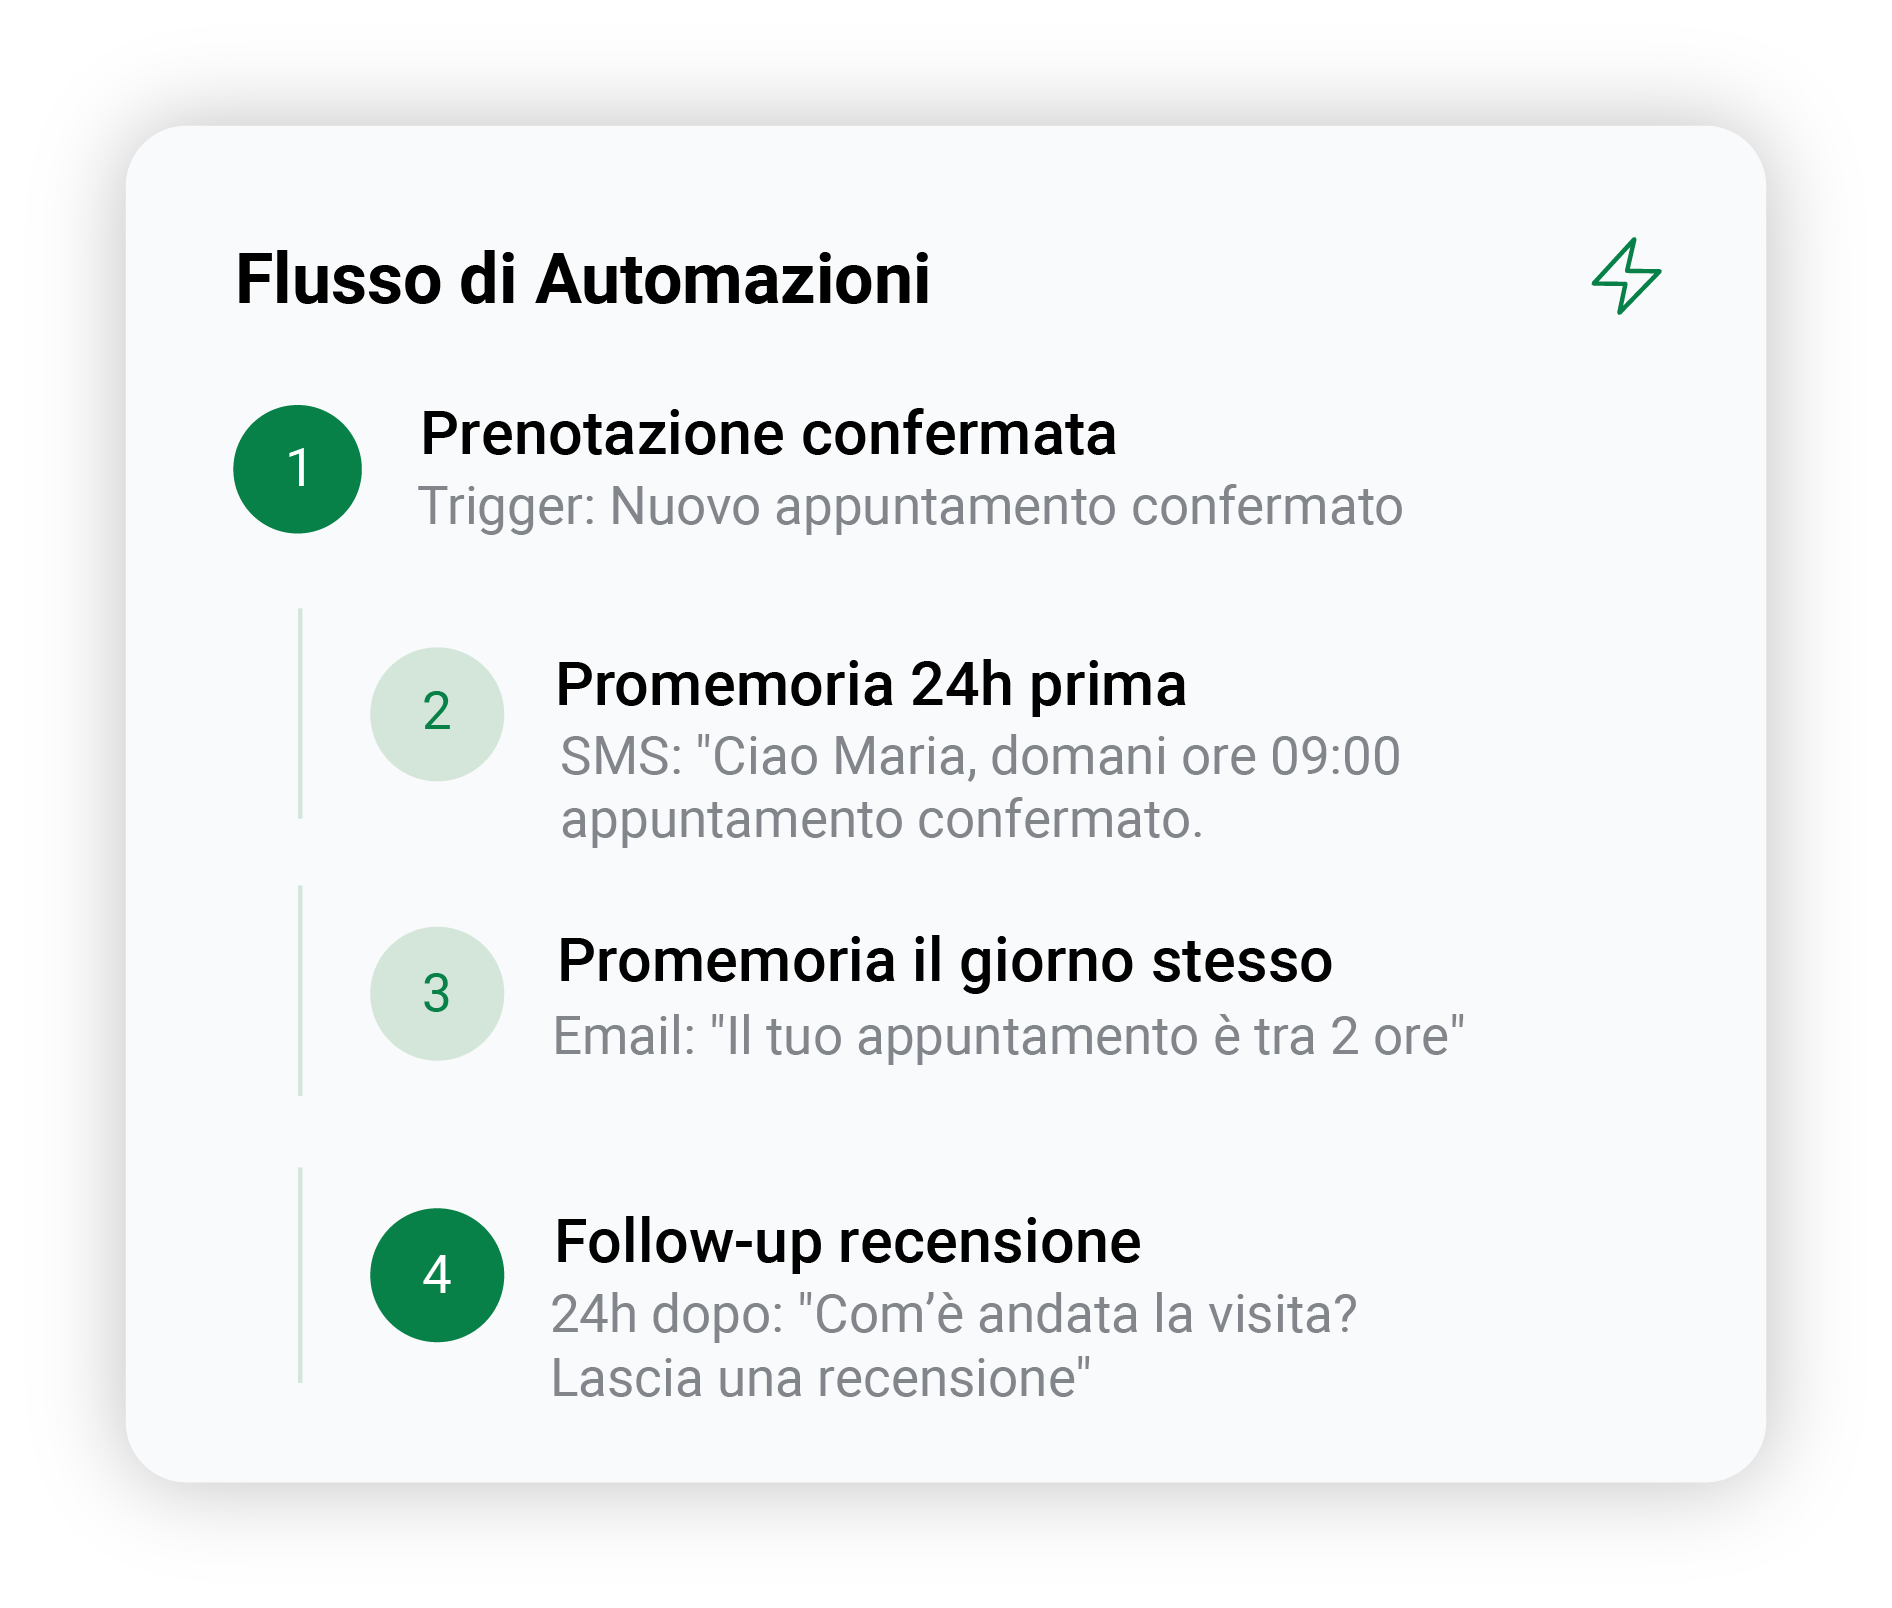 Flusso di Automazioni
1
Prenotazione confermata
Trigger: Nuovo appuntamento confermato
2
Promemoria 24h prima
SMS: "Ciao Maria, domani ore 09:00
appuntamento confermato.
3
Promemoria il giorno stesso
Email: "Il tuo appuntamento è tra 2 ore"
4
Follow-up recensione
24h dopo: "Com’è andata la visita?
Lascia una recensione"